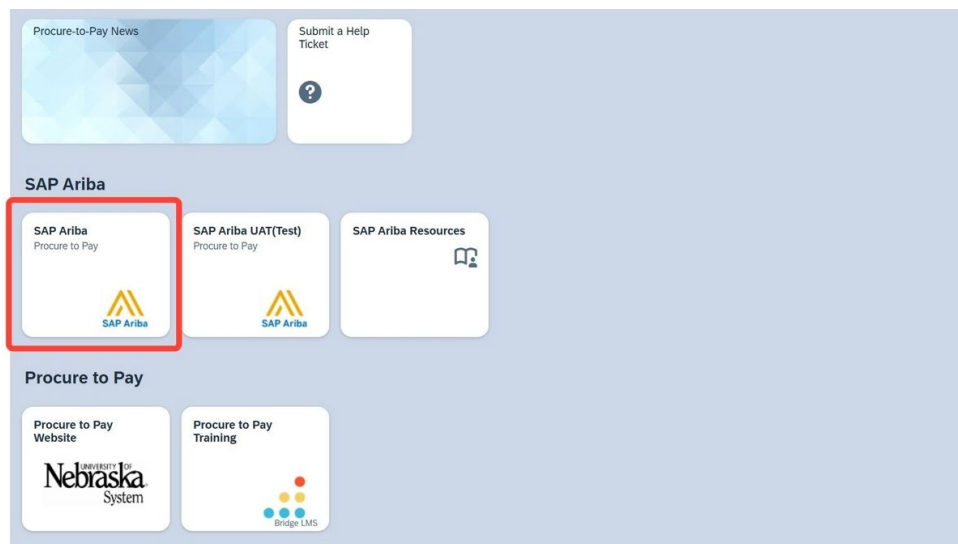 Procure-to-Pay News
Submit a Help
Ticket
?
SAP Ariba
SAP Ariba
Procure to Pay
SAP Ariba
SAP Ariba UAT(Test)
Procure to Pay
SAP Ariba
SAP Ariba Resources
Procure to Pay
Procure to Pay
Website
UNIVERSITY OF
Nebraska
System
Procure to Pay
Training
Bridge LMS